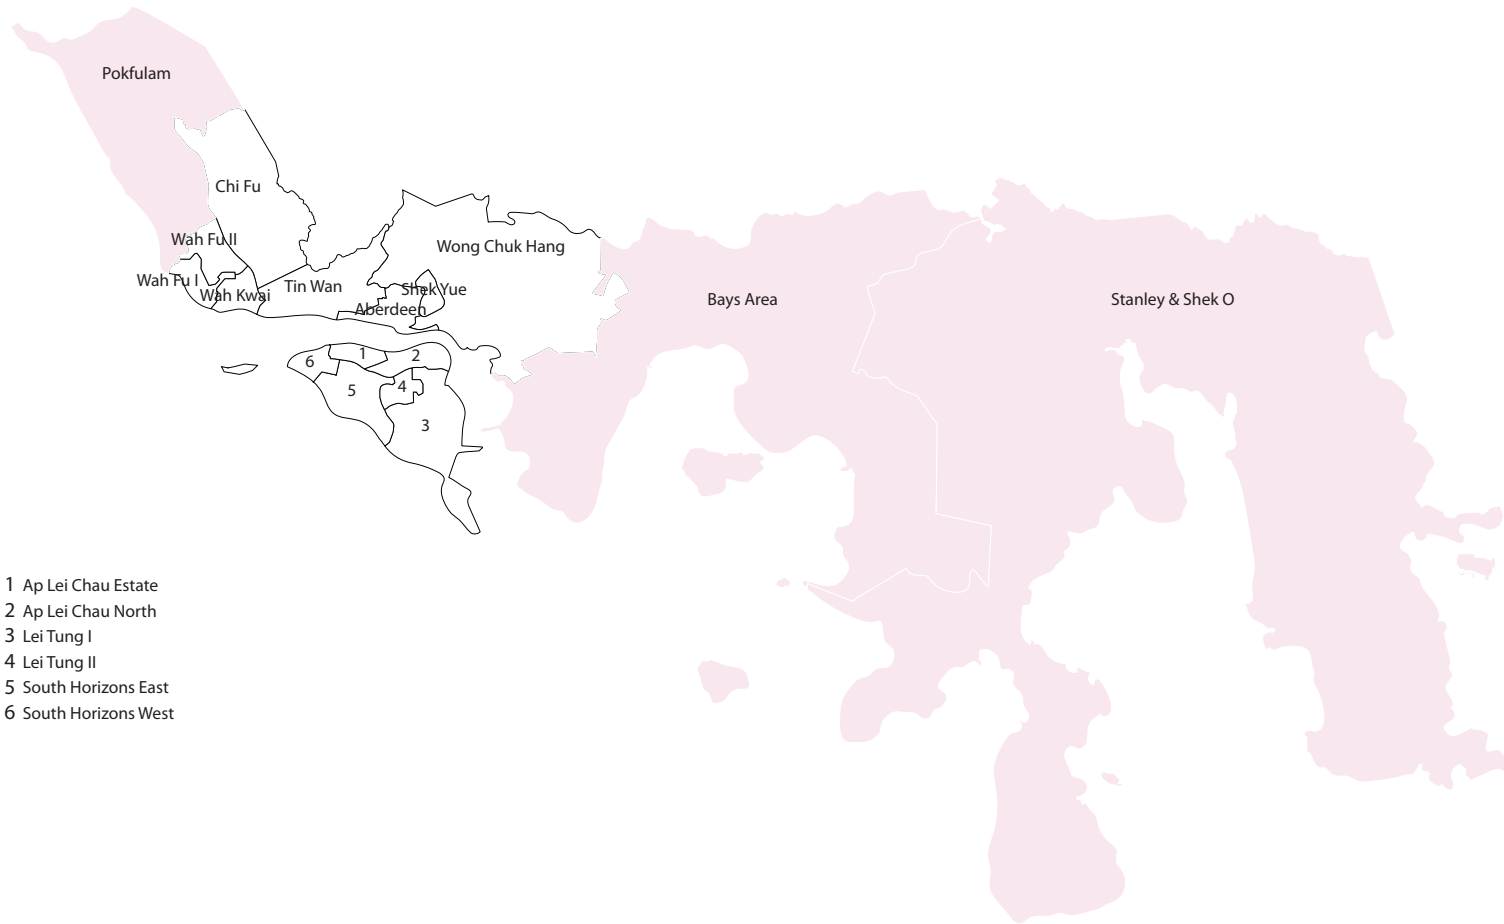 Pokfulam
Chi Fu
Wah Fu II
Wong Chuk Hang
Wah Fu I
Wah Kwai
Tin Wan
Shek Yue
Aberdeen
Bays Area
Stanley & Shek O
1
2
6
5
4
3
1 Ap Lei Chau Estate
2 Ap Lei Chau North
3 Lei Tung I
4 Lei Tung II
5 South Horizons East
6 South Horizons West